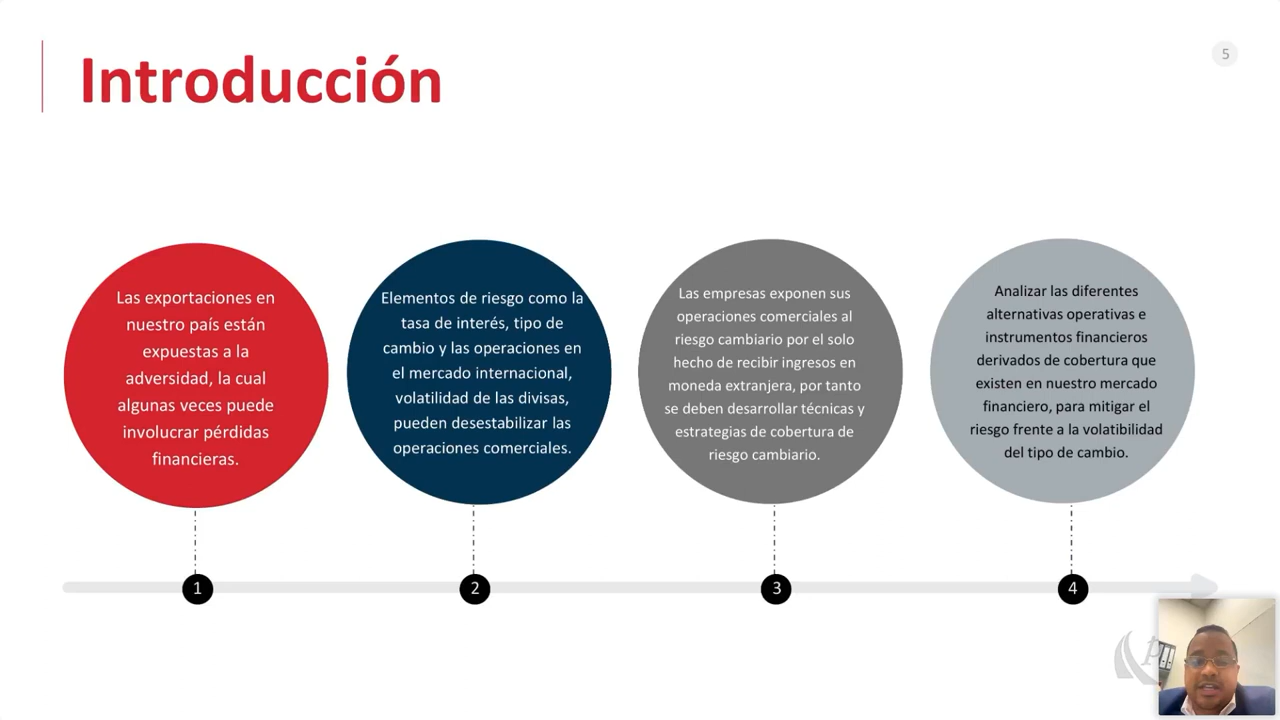 Introducción
5
Las exportaciones en
nuestro país están
expuestas a la
adversidad, la cual
algunas veces puede
involucrar pérdidas
financieras.
Elementos de riesgo como la
tasa de interés, tipo de
cambio y las operaciones en
el mercado internacional,
volatilidad de las divisas,
pueden desestabilizar las
operaciones comerciales.
Las empresas exponen sus
operaciones comerciales al
riesgo cambiario por el solo
hecho de recibir ingresos en
moneda extranjera, por tanto
se deben desarrollar técnicas y
estrategias de cobertura de
riesgo cambiario.
Analizar las diferentes
alternativas operativas e
instrumentos financieros
derivados de cobertura que
existen en nuestro mercado
financiero, para mitigar el
riesgo frente a la volatibilidad
del tipo de cambio.
1
2
3
4